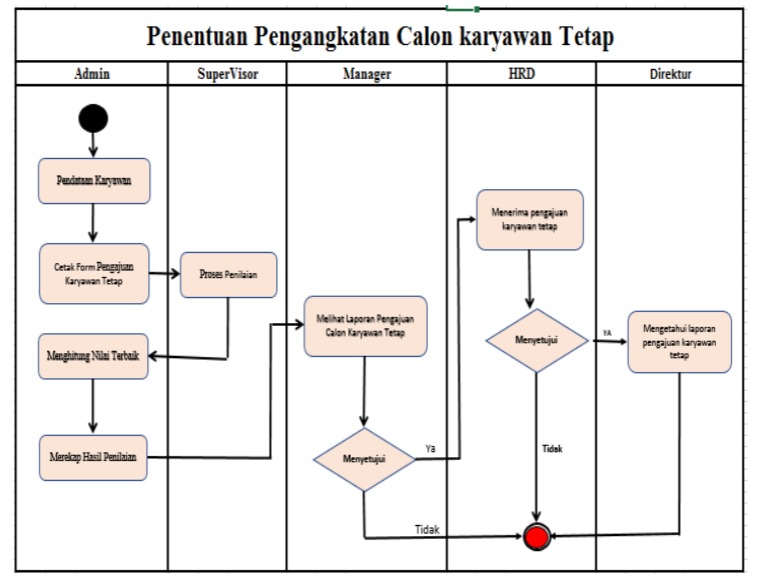 Penentuan Pengangkatan Calon karyawan Tetap
Admin
SuperVisor
Manager
HRD
Direktur
Pendataan Karyawan
Cetak Form Pengajuan
Karyawan Tetap
Proses Penilaian
Menghitung Nilai Terbaik
Merekap Hasil Penilaian
Melihat Laporan Pengajuan
Calon Karyawan Tetap
Menyetujui
Ya
Tidak
Menerima pengajuan
karyawan tetap
Menyetujui
YA
Tidak
Mengetahui laporan
pengajuan karyawan
tetap